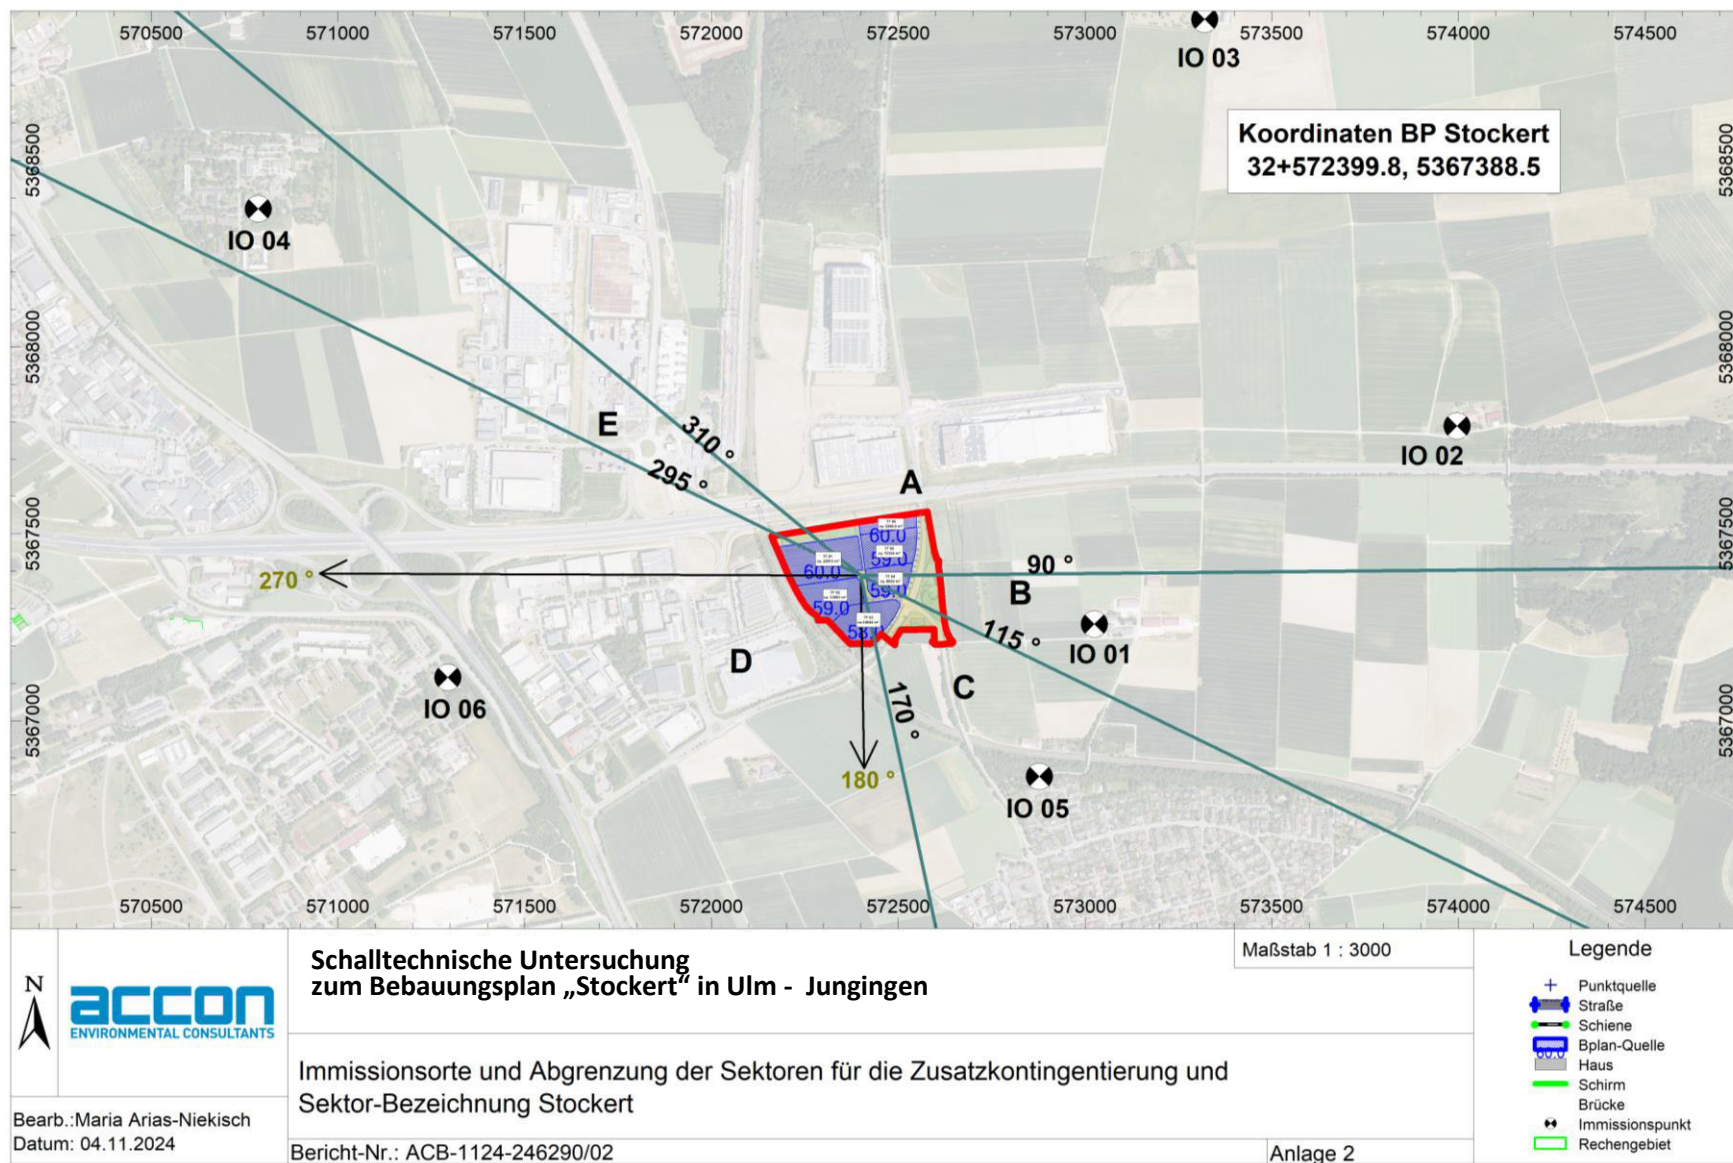 570500 571000 571500 572000 572500 573000 573500 574000 574500
IO 03
Koordinaten BP Stockert
32+572399.8, 5367388.5
5368500 5368500
IO 04
5368000 5368000
E
310 °
295 °
IO 02
A
5367500 5367500
60.0
59.0
60.0
59.0
59.0
270 °
90 °
B
115 °
IO 01
D
C
IO 06
170 °
5367000 5367000
180 °
IO 05
570500 571000 571500 572000 572500 573000 573500 574000 574500
N
accon
ENVIRONMENTAL CONSULTANTS
Bearb.:Maria Arias-Niekisch
Datum: 04.11.2024
Schalltechnische Untersuchung
zum Bebauungsplan „Stockert“ in Ulm - Jungingen
Immissionsorte und Abgrenzung der Sektoren für die Zusatzkontingentierung und
Sektor-Bezeichnung Stockert
Bericht-Nr.: ACB-1124-246290/02
Anlage 2
Maßstab 1 : 3000
Legende
Punktquelle
Straße
Schiene
Bplan-Quelle
Haus
Schirm
Brücke
Immissionspunkt
Rechengebiet